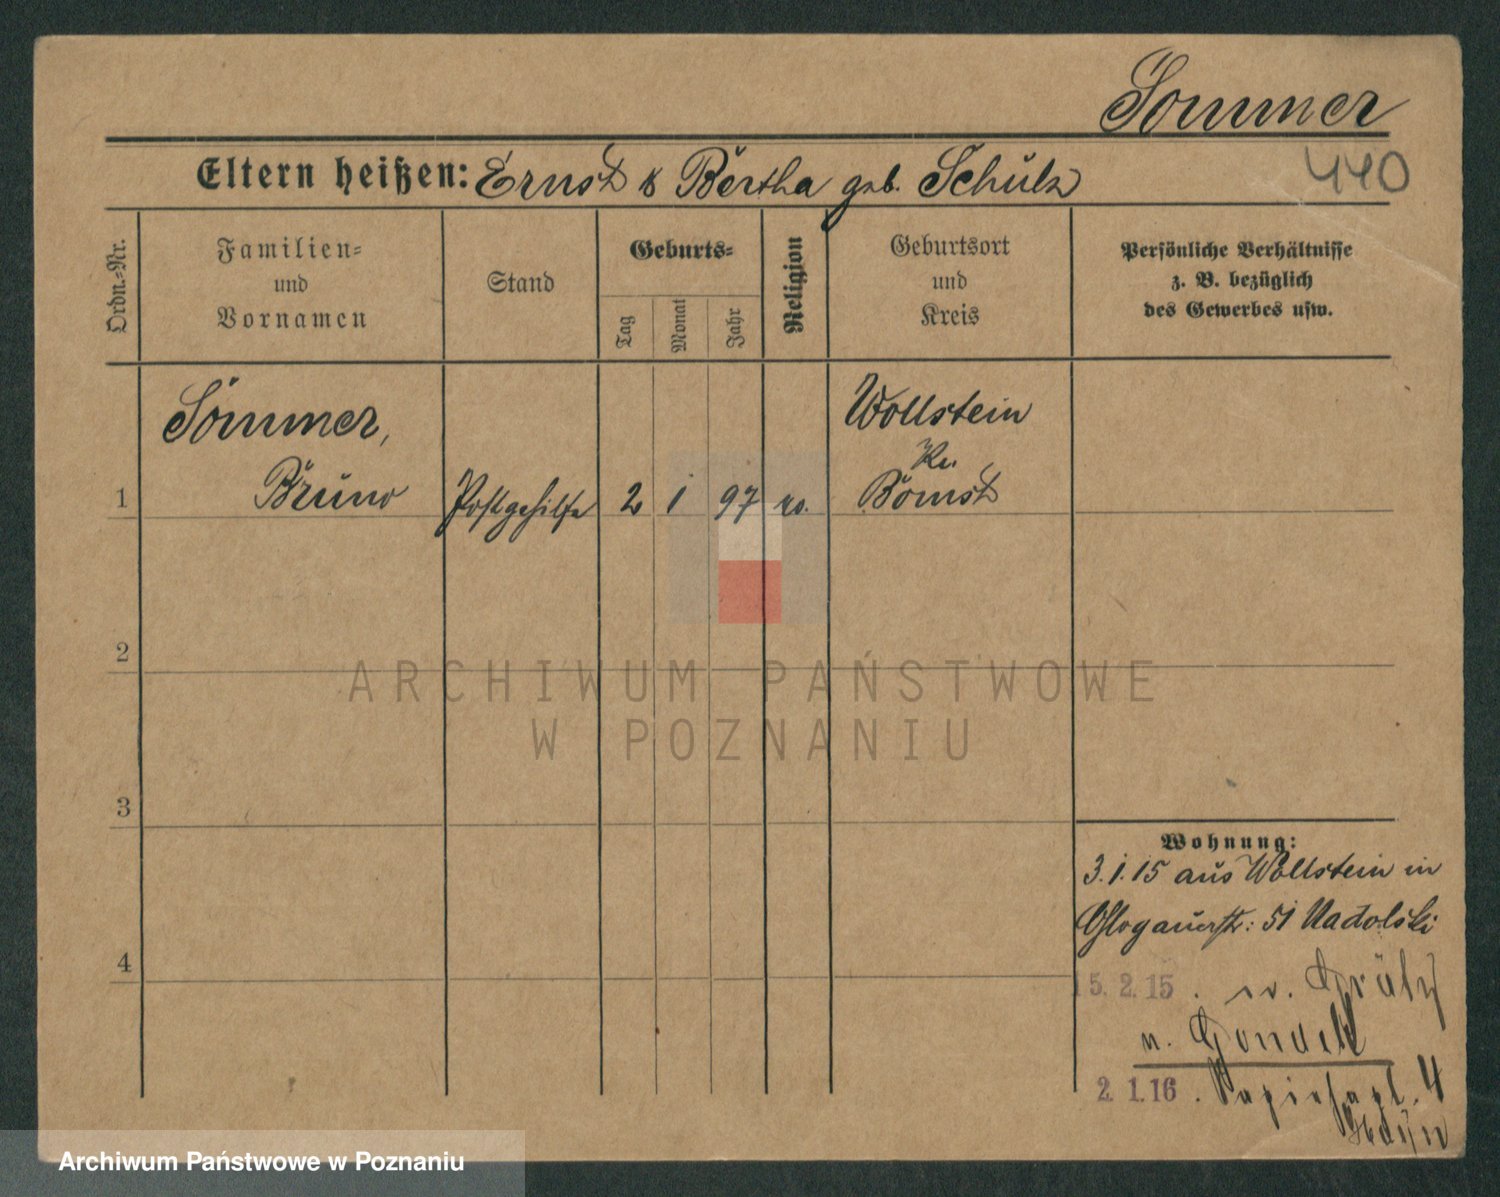 Sommer
Eltern heißen: Ernst & Bertha geb. Schulz
440
Ordn.-Nr.
Familien-
und
Vornamen
Stand
Geburts-
Tag
Monat
Jahr
Religion
Geburtsort
und
Kreis
Persönliche Verhältnisse
z. B. bezüglich
des Gewerbes usw.
Sommer,
Bruno
1
Postgehilfe
2
1
97
Wollstein
Kr.
Bomst
2
3
4
Wohnung:
3.1.15 aus Wollstein in
Glogauerstr: 51 Nadolski
15. 2. 15 .
n.
2. 1. 16 .
4
ARCHIWUM PAŃSTWOWE
W POZNANIU
Archiwum Państwowe w Poznaniu